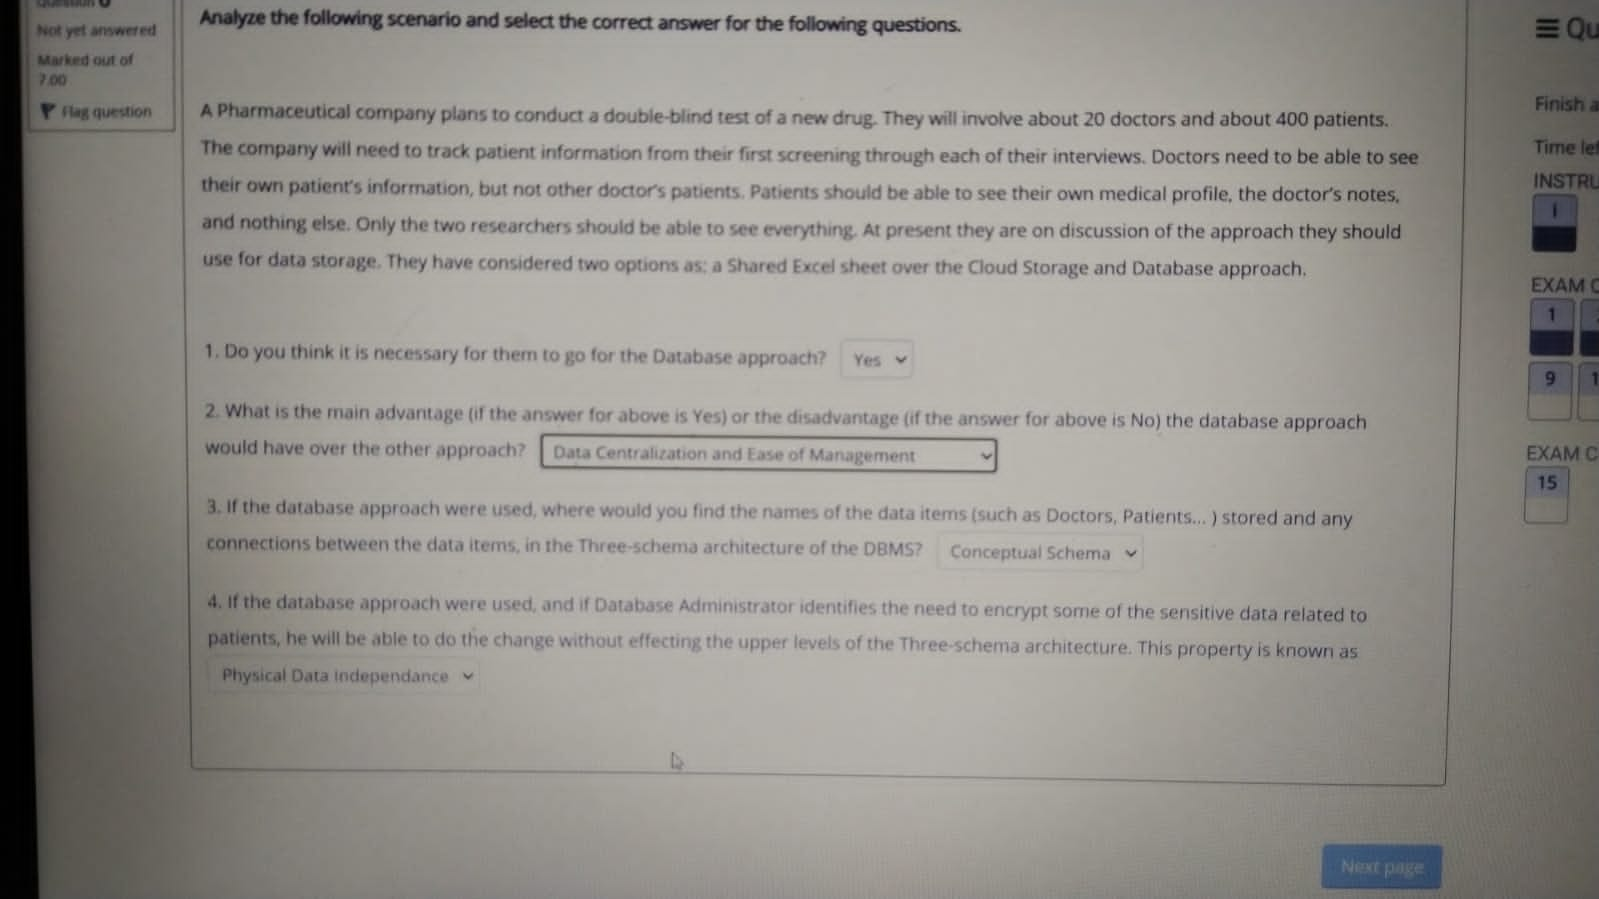 Not yet answered
Marked out of
7.00
Flag question
Analyze the following scenario and select the correct answer for the following questions.
A Pharmaceutical company plans to conduct a double-blind test of a new drug. They will involve about 20 doctors and about 400 patients.
The company will need to track patient information from their first screening through each of their interviews. Doctors need to be able to see
their own patient's information, but not other doctor's patients. Patients should be able to see their own medical profile, the doctor's notes,
and nothing else. Only the two researchers should be able to see everything. At present they are on discussion of the approach they should
use for data storage. They have considered two options as: a Shared Excel sheet over the Cloud Storage and Database approach.
1. Do you think it is necessary for them to go for the Database approach? Yes
2. What is the main advantage (if the answer for above is Yes) or the disadvantage (if the answer for above is No) the database approach
would have over the other approach? Data Centralization and Ease of Management
3. If the database approach were used, where would you find the names of the data items (such as Doctors, Patients... ) stored and any
connections between the data items, in the Three-schema architecture of the DBMS? Conceptual Schema
4. If the database approach were used, and if Database Administrator identifies the need to encrypt some of the sensitive data related to
patients, he will be able to do the change without effecting the upper levels of the Three-schema architecture. This property is known as
Physical Data Independance
Next page
Qu
Finish a
Time lef
INSTRU
I
EXAM C
1
9 1
EXAM C
15